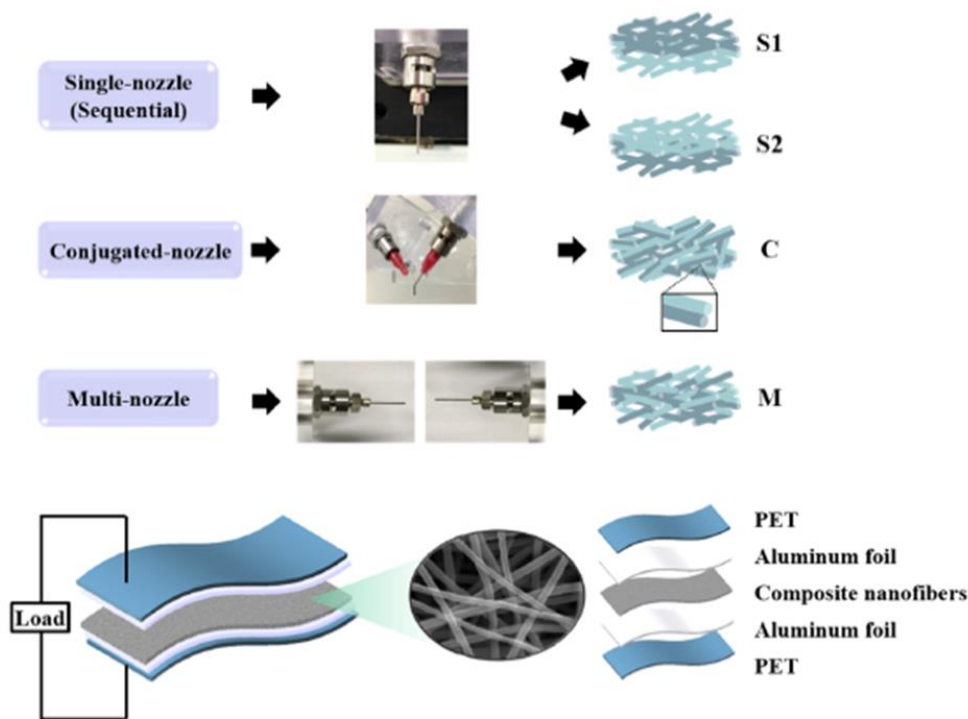 Single-nozzle
(Sequential)
S1
S2
Conjugated-nozzle
C
Multi-nozzle
M
Load
PET
Aluminum foil
Composite nanofibers
Aluminum foil
PET